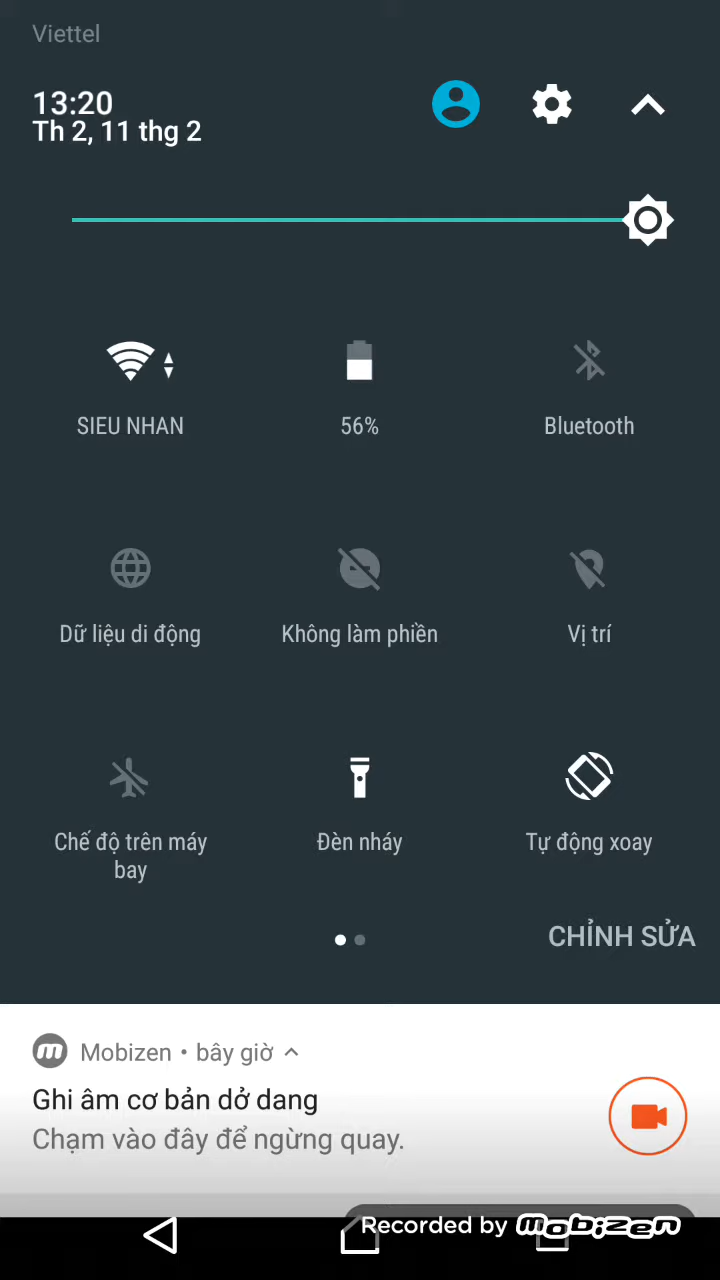 Viettel
13:20
Th 2, 11 thg 2
SIEU NHAN
56%
Bluetooth
Dữ liệu di động
Không làm phiền
Vị trí
Chế độ trên máy
bay
Đèn nháy
Tự động xoay
CHỈNH SỬA
Mobizen • bây giờ
Ghi âm cơ bản dở dang
Chạm vào đây để ngừng quay.
Recorded by mobizen